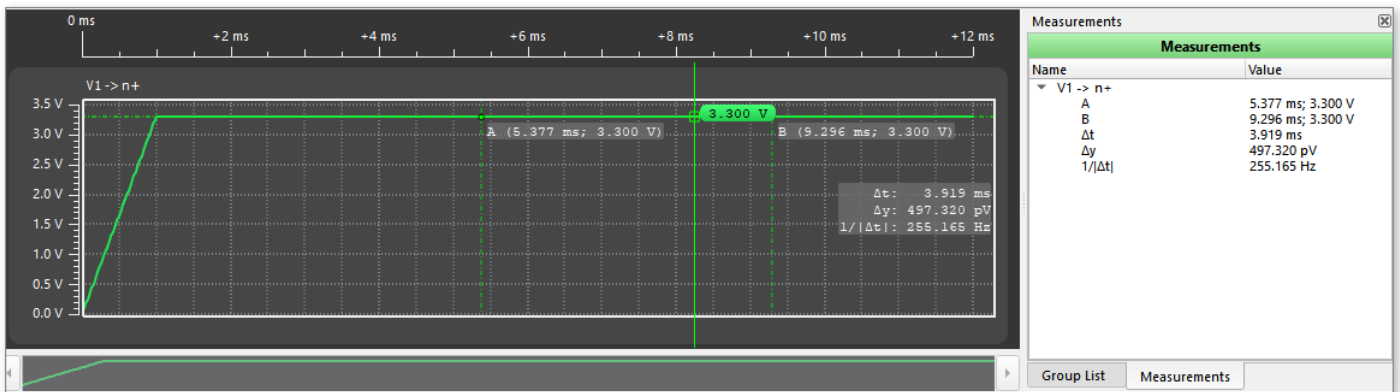 0 ms
+2 ms
+4 ms
+6 ms
+8 ms
+10 ms
+12 ms
V1 -> n+
3.5 V
3.0 V
2.5 V
2.0 V
1.5 V
1.0 V
0.5 V
0.0 V
3.300 V
A (5.377 ms; 3.300 V)
B (9.296 ms; 3.300 V)
Δt: 3.919 ms
Δy: 497.320 pV
1/|Δt|: 255.165 Hz
Measurements
Measurements
Name Value
V1 -> n+
A 5.377 ms; 3.300 V
B 9.296 ms; 3.300 V
Δt 3.919 ms
Δy 497.320 pV
1/|Δt| 255.165 Hz
Group List Measurements